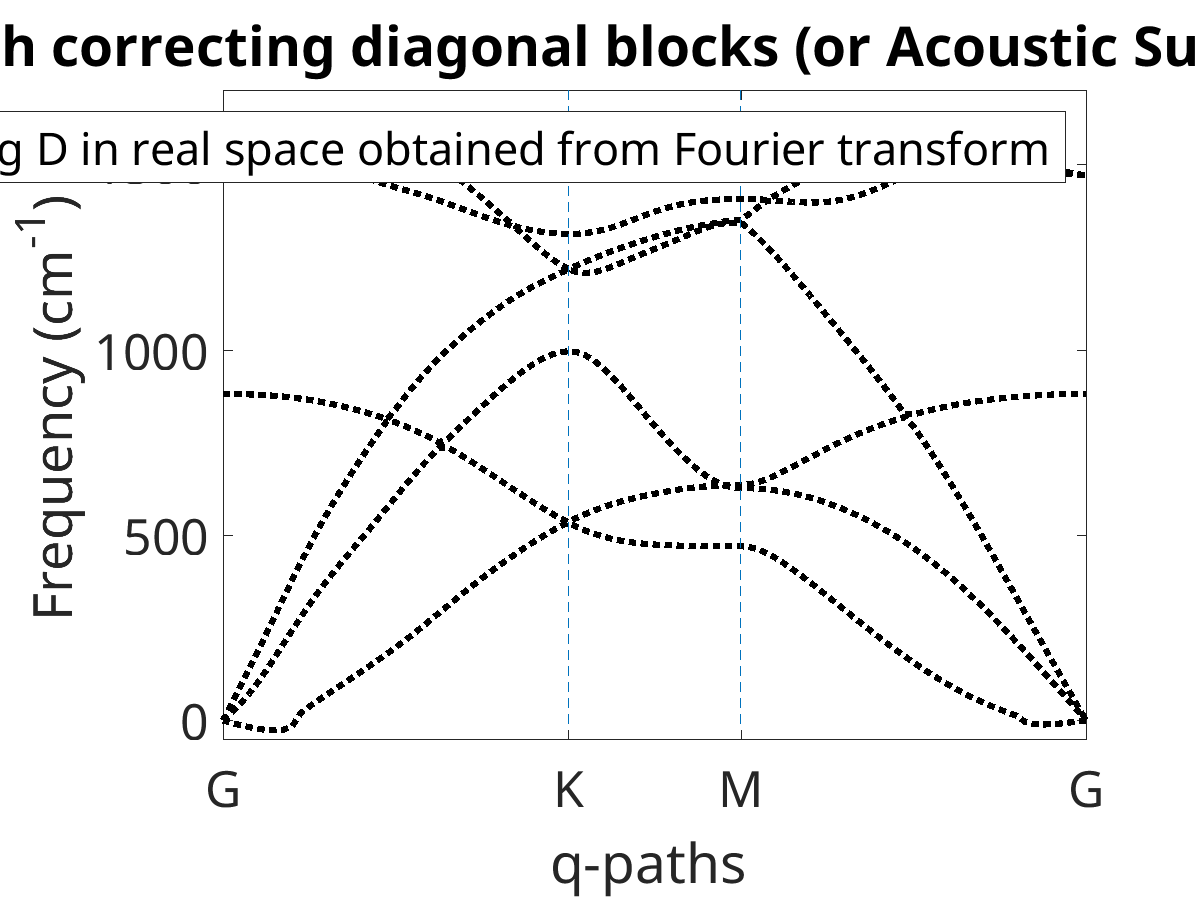 h correcting diagonal blocks (or Acoustic Su
g D in real space obtained from Fourier transform
Frequency (cm-1)
1000
500
0
G K M G
q-paths